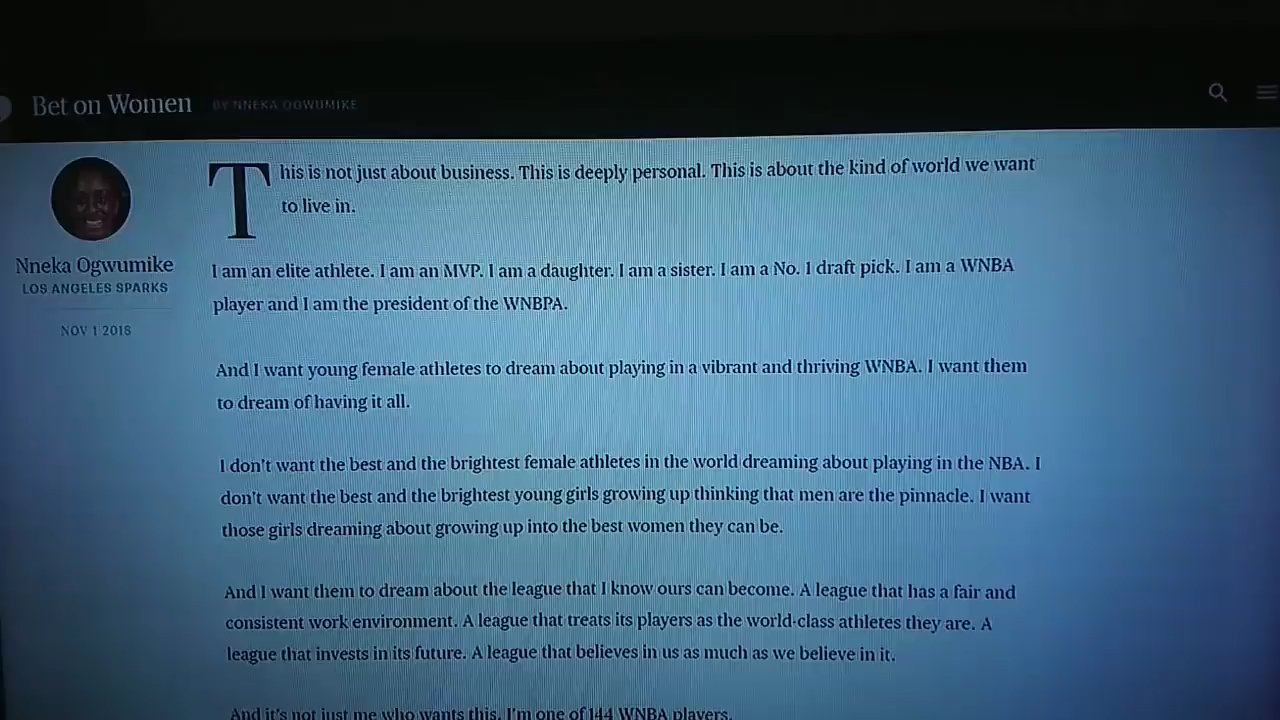 Bet on Women BY NNEKA OGWUMIKE
Nneka Ogwumike
LOS ANGELES SPARKS
NOV 1 2018
This is not just about business. This is deeply personal. This is about the kind of world we want
to live in.
I am an elite athlete. I am an MVP. I am a daughter. I am a sister. I am a No. 1 draft pick. I am a WNBA
player and I am the president of the WNBPA.
And I want young female athletes to dream about playing in a vibrant and thriving WNBA. I want them
to dream of having it all.
I don't want the best and the brightest female athletes in the world dreaming about playing in the NBA. I
don't want the best and the brightest young girls growing up thinking that men are the pinnacle. I want
those girls dreaming about growing up into the best women they can be.
And I want them to dream about the league that I know ours can become. A league that has a fair and
consistent work environment. A league that treats its players as the world-class athletes they are. A
league that invests in its future. A league that believes in us as much as we believe in it.
And it's not just me who wants this. I'm one of 144 WNBA players.